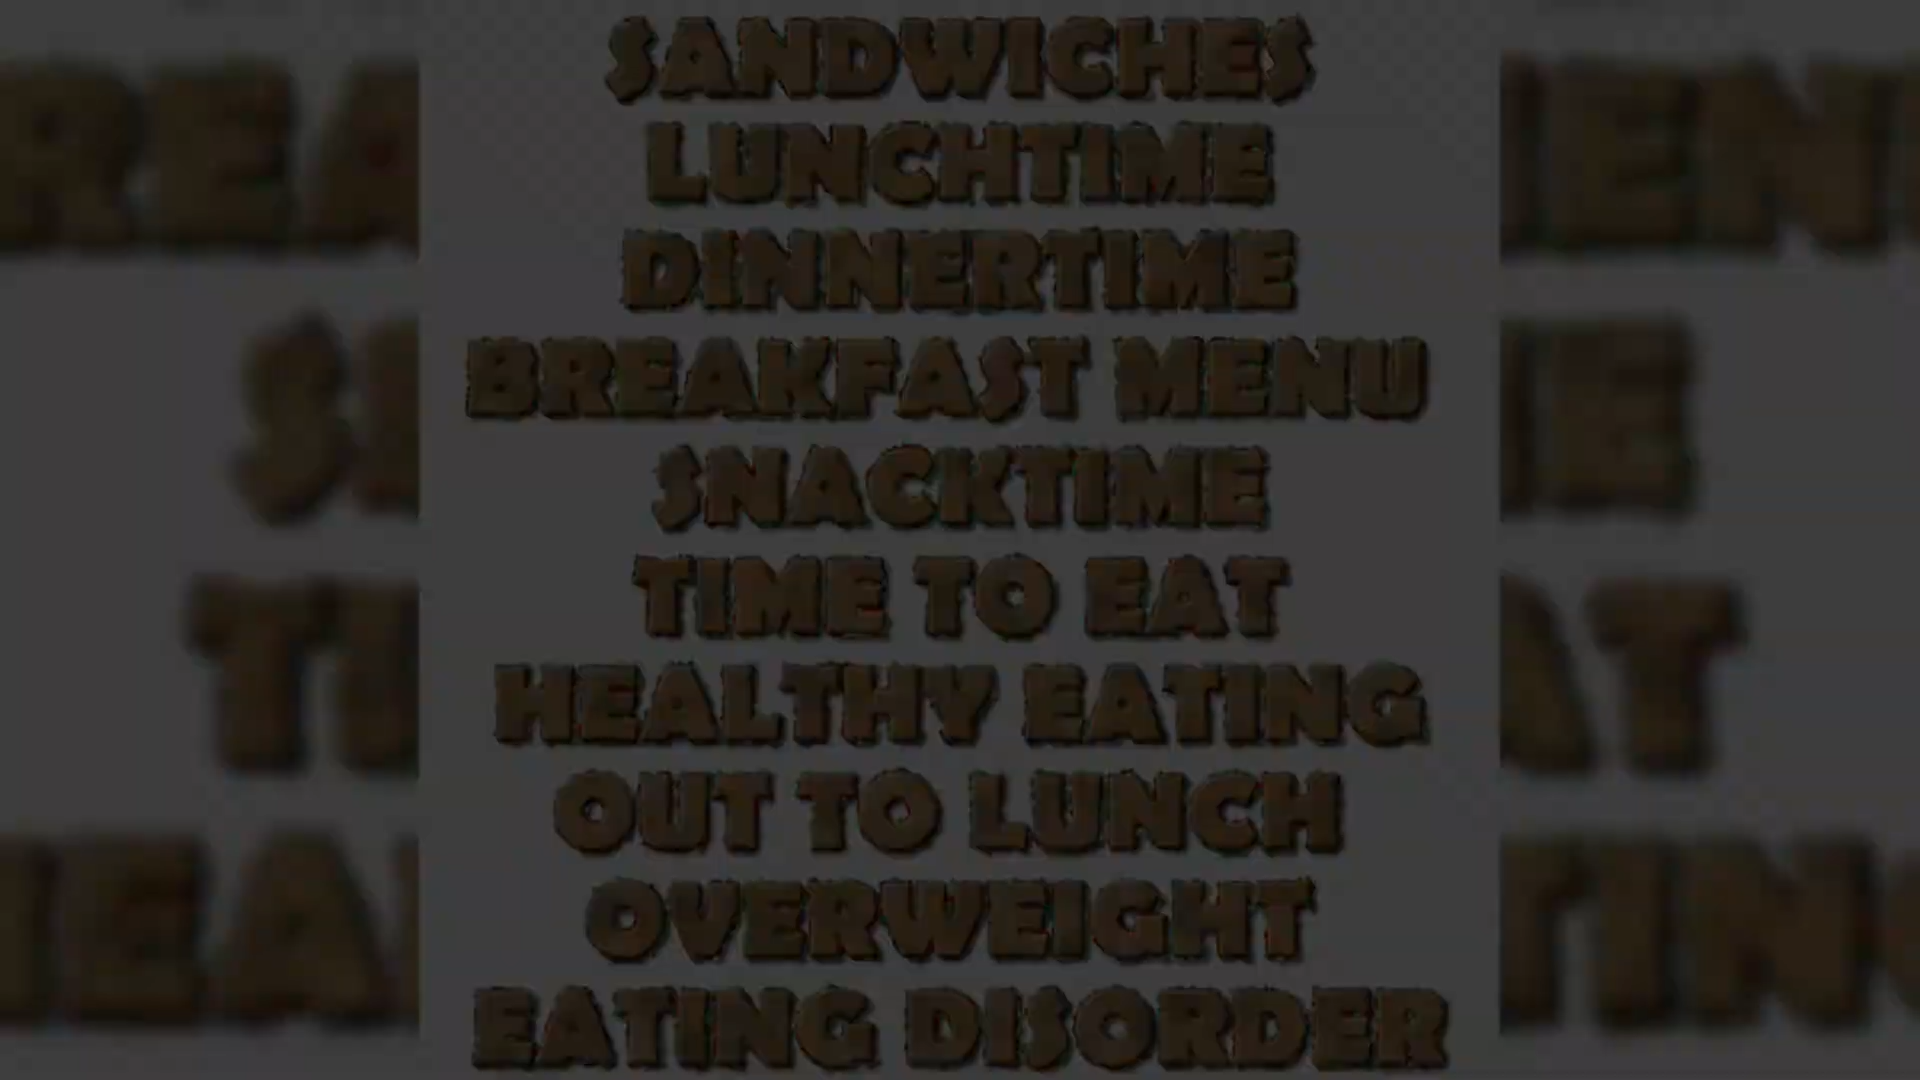 SANDWICHES
LUNCHTIME
DINNERTIME
BREAKFAST MENU
SNACKTIME
TIME TO EAT
HEALTHY EATING
OUT TO LUNCH
OVERWEIGHT
EATING DISORDER